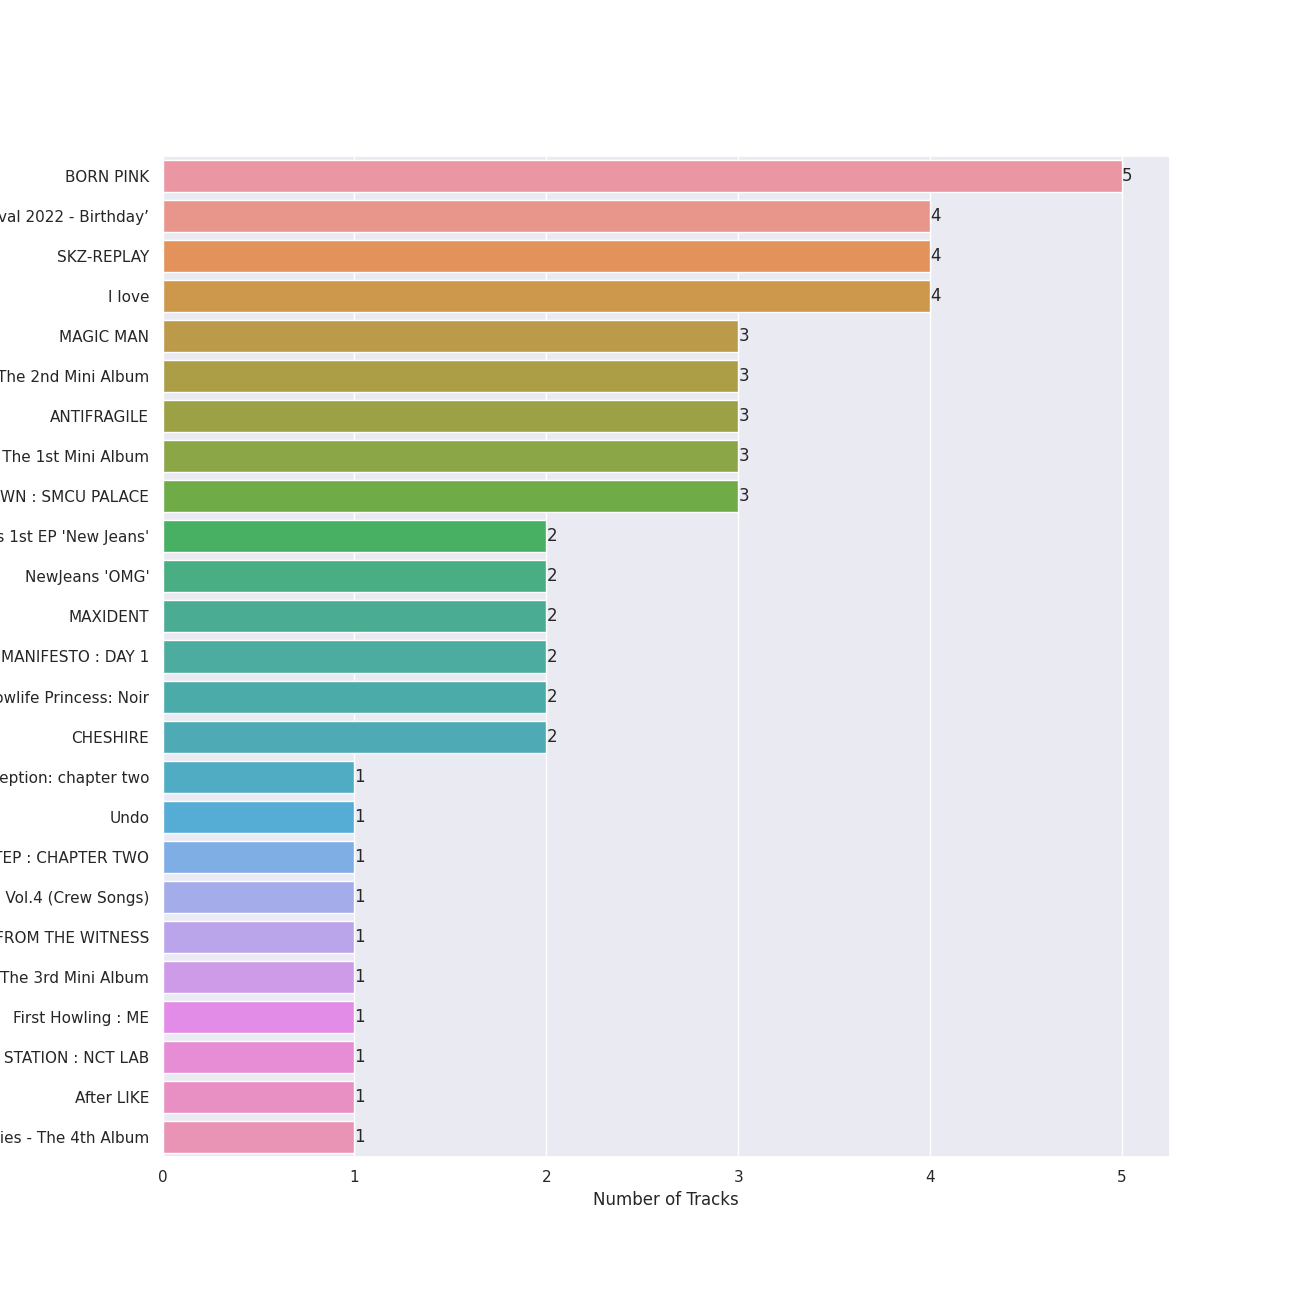 BORN PINK 5
val 2022 - Birthday’ 4
SKZ-REPLAY 4
I love 4
MAGIC MAN 3
The 2nd Mini Album 3
ANTIFRAGILE 3
The 1st Mini Album 3
WN : SMCU PALACE 3
s 1st EP 'New Jeans' 2
NewJeans 'OMG' 2
MAXIDENT 2
MANIFESTO : DAY 1 2
owlife Princess: Noir 2
CHESHIRE 2
eption: chapter two 1
Undo 1
TEP : CHAPTER TWO 1
Vol.4 (Crew Songs) 1
FROM THE WITNESS 1
The 3rd Mini Album 1
First Howling : ME 1
STATION : NCT LAB 1
After LIKE 1
ies - The 4th Album 1
0 1 2 3 4 5
Number of Tracks